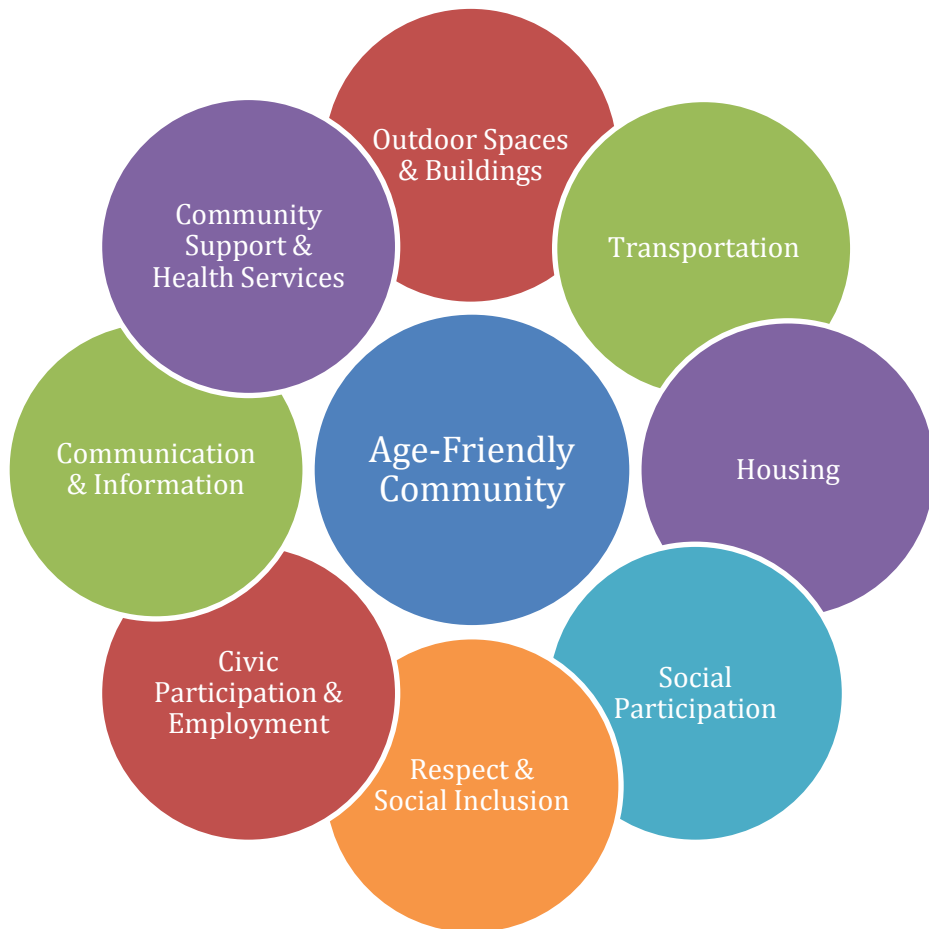 Outdoor Spaces
& Buildings
Transportation
Housing
Social
Participation
Respect &
Social Inclusion
Civic
Participation &
Employment
Communication
& Information
Community
Support &
Health Services
Age-Friendly
Community